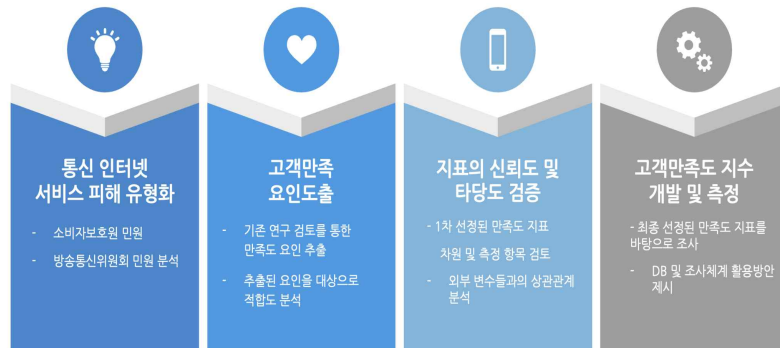 통신 인터넷
서비스 피해 유형화
- 소비자보호원 민원
- 방송통신위원회 민원 분석
고객만족
요인도출
- 기존 연구 검토를 통한
만족도 요인 추출
- 추출된 요인을 대상으로
적합도 분석
지표의 신뢰도 및
타당도 검증
- 1차 선정된 만족도 지표
차원 및 측정 항목 검토
- 외부 변수들과의 상관관계
분석
고객만족도 지수
개발 및 측정
- 최종 선정된 만족도 지표를
바탕으로 조사
- DB 및 조사체계 활용방안
제시